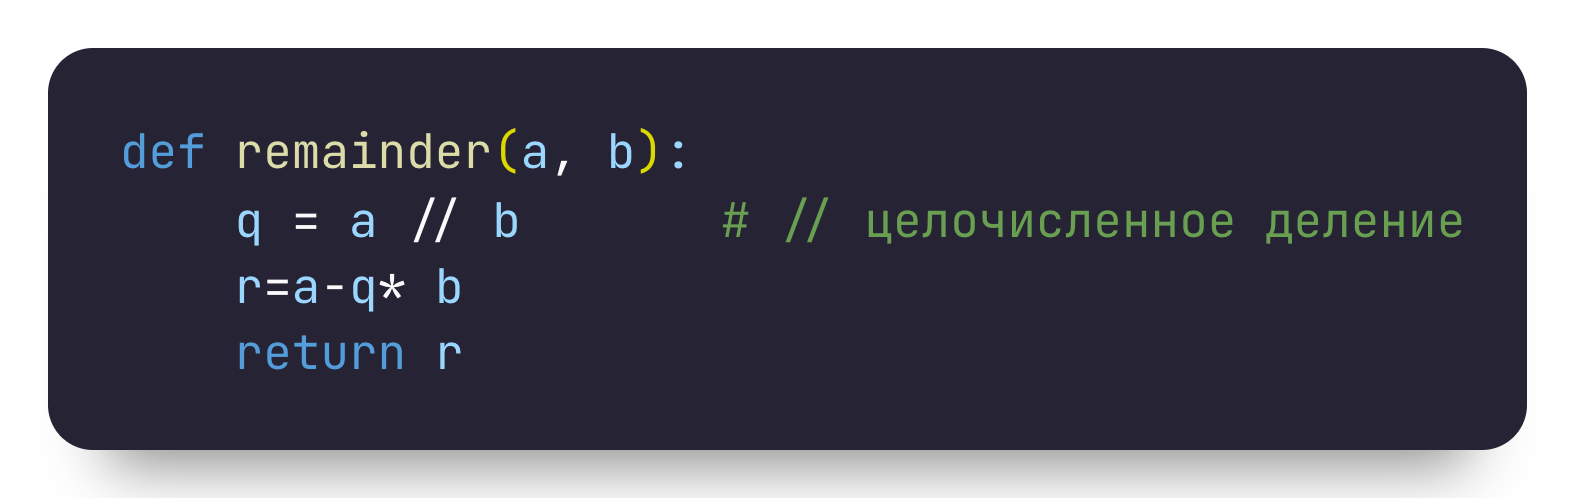 def remainder(a, b):
    q = a // b       # // целочисленное деление
    r=a-q* b
    return r